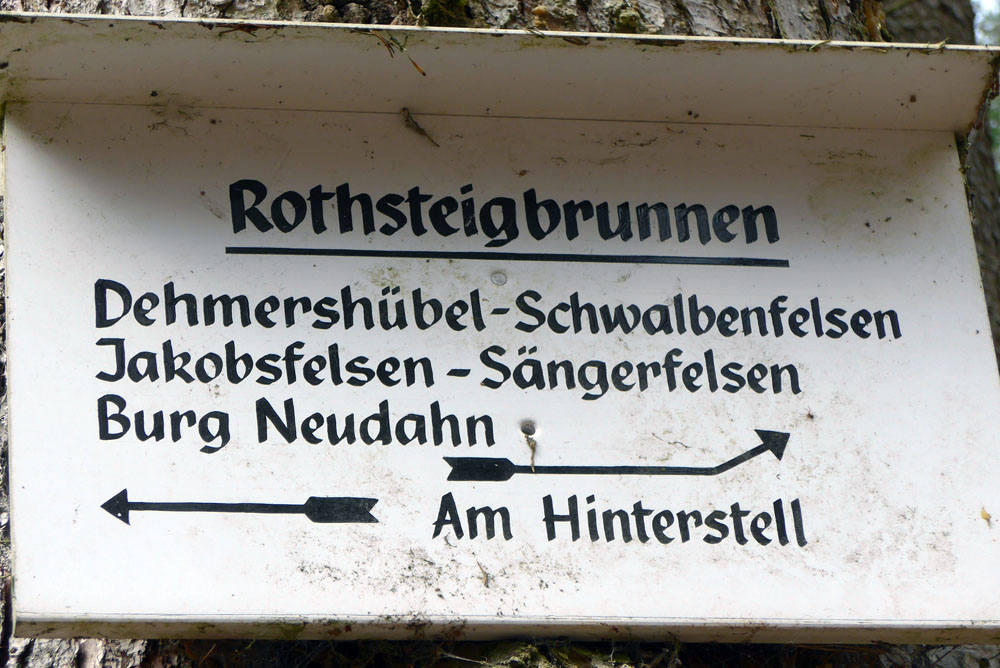 Rothsteigbrunnen
Dehmershübel-Schwalbenfelsen
Jakobsfelsen - Sängerfelsen
Burg Neudahn
Am Hinterstell